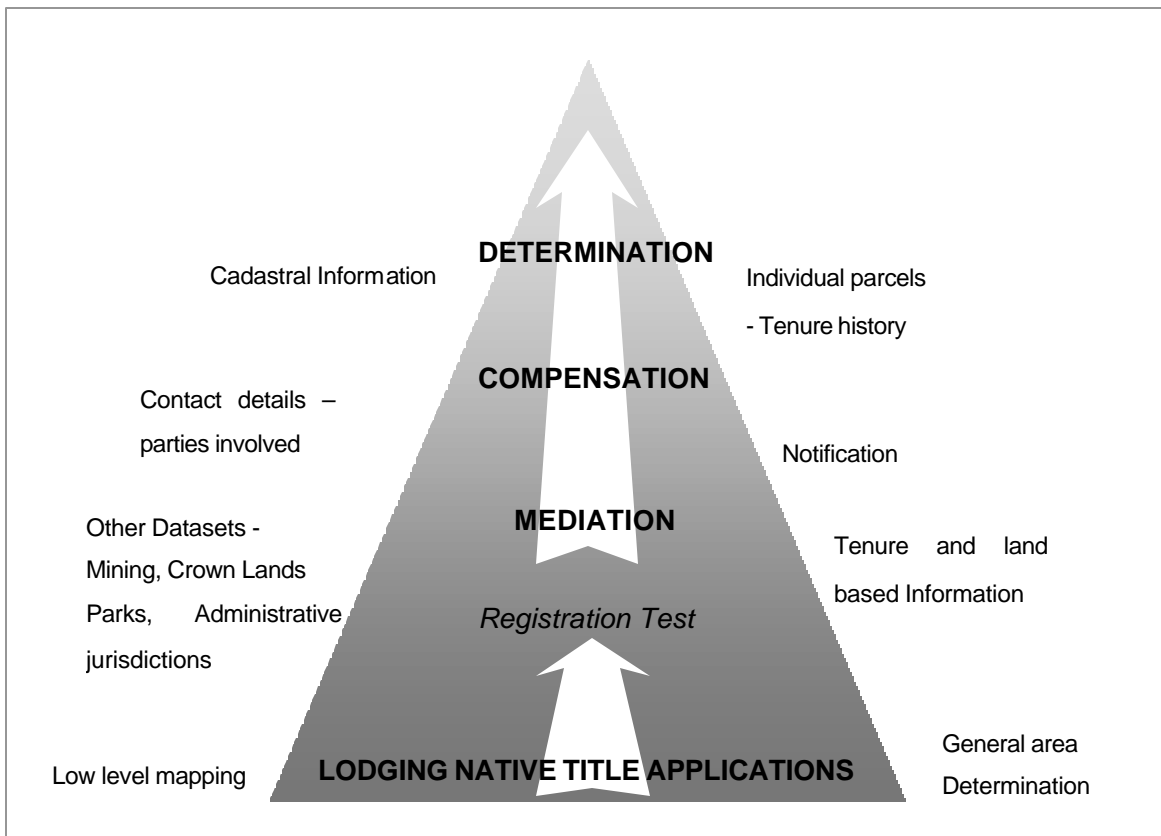 DETERMINATION
Cadastral Information
Individual parcels
- Tenure history
COMPENSATION
Contact details –
parties involved
Notification
MEDIATION
Other Datasets -
Mining, Crown Lands
Parks, Administrative
jurisdictions
Tenure and land
based Information
Registration Test
Low level mapping
LODGING NATIVE TITLE APPLICATIONS
General area
Determination